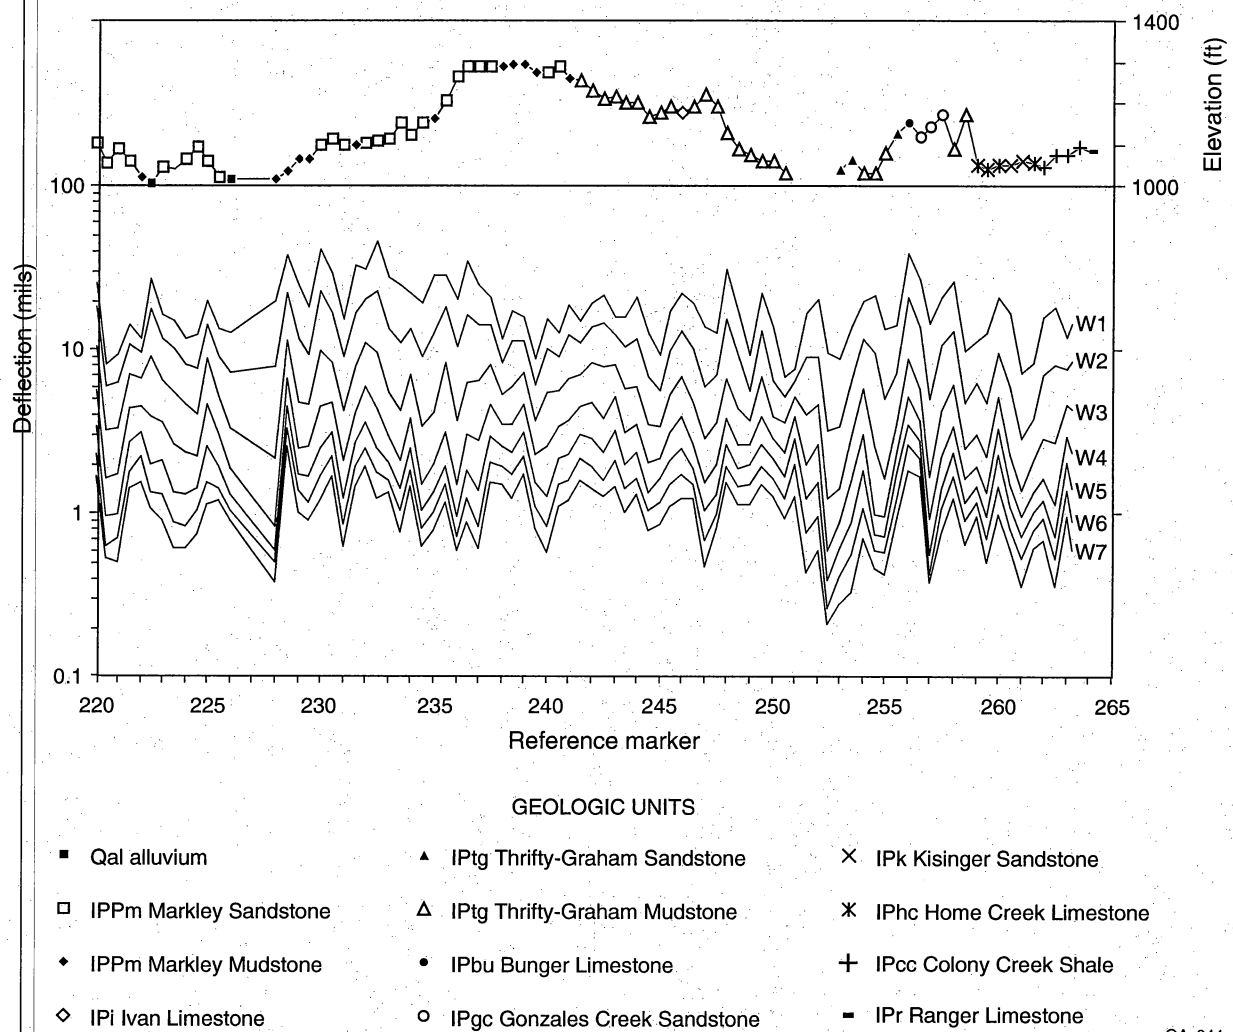 1400
Elevation (ft)
100
1000
Deflection (mils)
10
1
0.1
W1
W2
W3
W4
W5
W6
W7
220 225 230 235 240 245 250 255 260 265
Reference marker
GEOLOGIC UNITS
Qal alluvium
IPtg Thrifty-Graham Sandstone
IPk Kisinger Sandstone
IPPm Markley Sandstone
IPtg Thrifty-Graham Mudstone
IPhc Home Creek Limestone
IPPm Markley Mudstone
IPbu Bunger Limestone
IPcc Colony Creek Shale
IPi Ivan Limestone
IPgc Gonzales Creek Sandstone
IPr Ranger Limestone